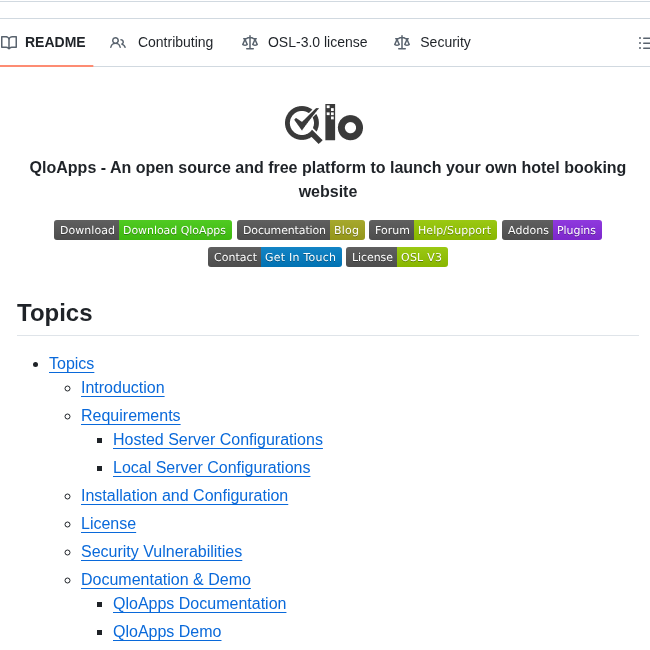 README Contributing OSL-3.0 license Security
Qlo
QloApps - An open source and free platform to launch your own hotel booking
website
Download Download QloApps Documentation Blog Forum Help/Support Addons Plugins
Contact Get In Touch License OSL V3
Topics
Topics
Introduction
Requirements
Hosted Server Configurations
Local Server Configurations
Installation and Configuration
License
Security Vulnerabilities
Documentation & Demo
QloApps Documentation
QloApps Demo